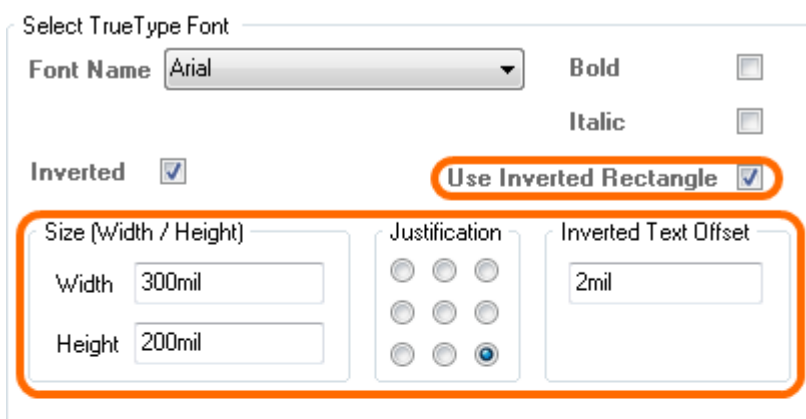 Select TrueType Font
Font Name Arial Bold
Italic
Inverted Use Inverted Rectangle
Size (Width / Height) Justification Inverted Text Offset
Width 300mil 2mil
Height 200mil